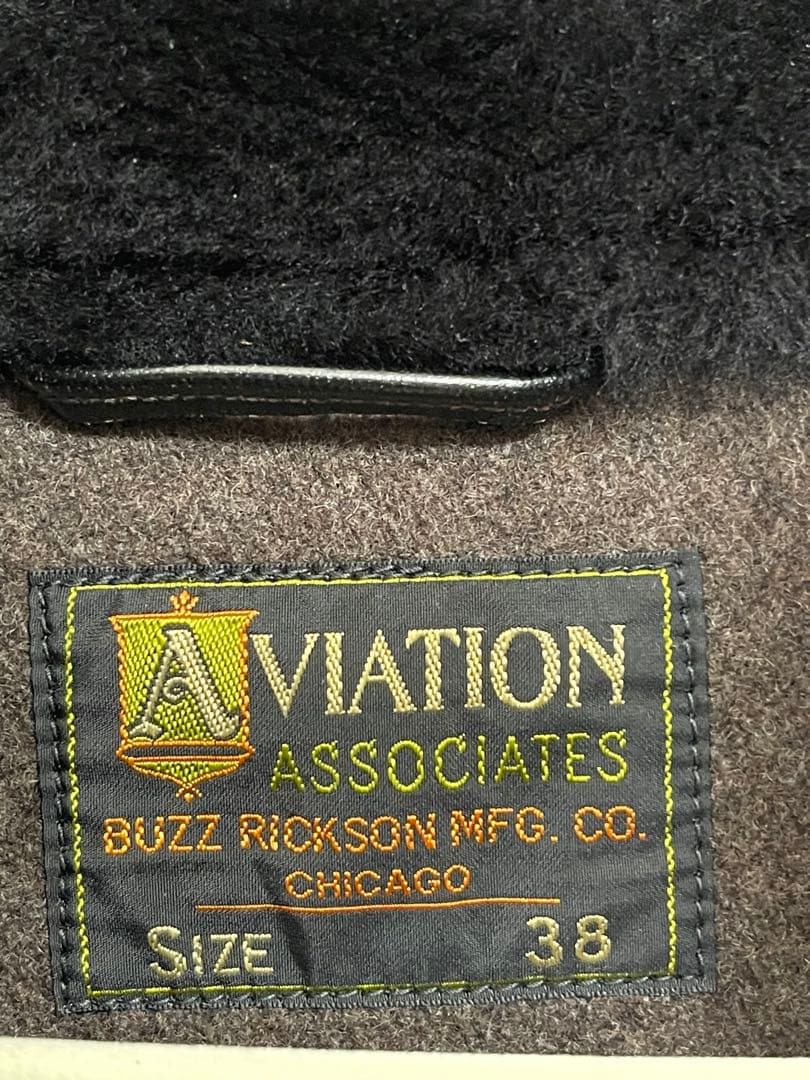 AVIATION
ASSOCIATES
BUZZ RICKSON MFG. CO.
CHICAGO
SIZE 38